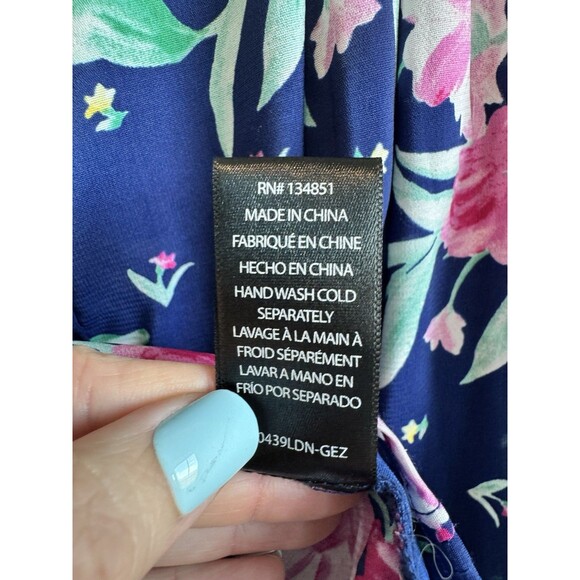 RN# 134851
MADE IN CHINA
FABRIQUÉ EN CHINE
HECHO EN CHINA
HAND WASH COLD
SEPARATELY
LAVAGE À LA MAIN À
FROID SÉPARÉMENT
LAVAR A MANO EN
FRÍO POR SEPARADO
0439LDN-GEZ